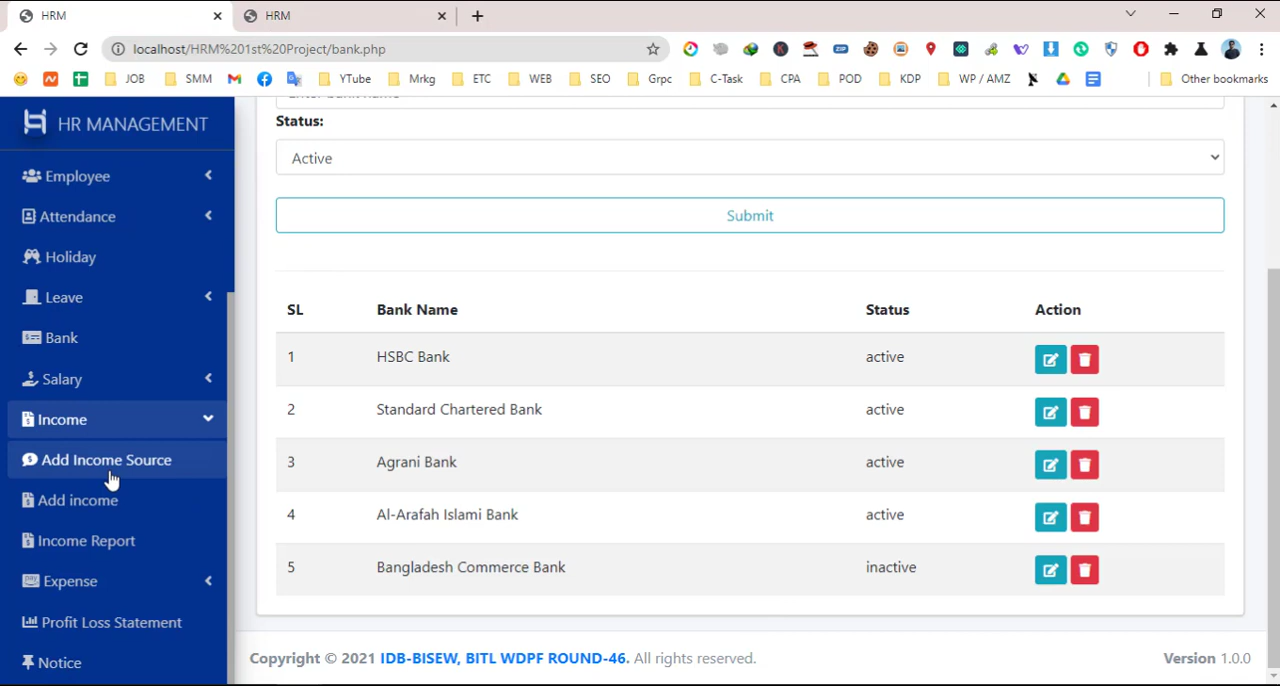 HRM
HRM
localhost/HRM%201st%20Project/bank.php
JOB
SMM
YTube
Mrkg
ETC
WEB
SEO
Grpc
C-Task
CPA
POD
KDP
WP / AMZ
Other bookmarks
HR MANAGEMENT
Employee
Attendance
Holiday
Leave
Bank
Salary
Income
Add Income Source
Add income
Income Report
Expense
Profit Loss Statement
Notice
Enter bank name
Status:
Active
Submit
SL Bank Name Status Action
1 HSBC Bank active
2 Standard Chartered Bank active
3 Agrani Bank active
4 Al-Arafah Islami Bank active
5 Bangladesh Commerce Bank inactive
Copyright © 2021 IDB-BISEW, BITL WDPF ROUND-46. All rights reserved.
Version 1.0.0